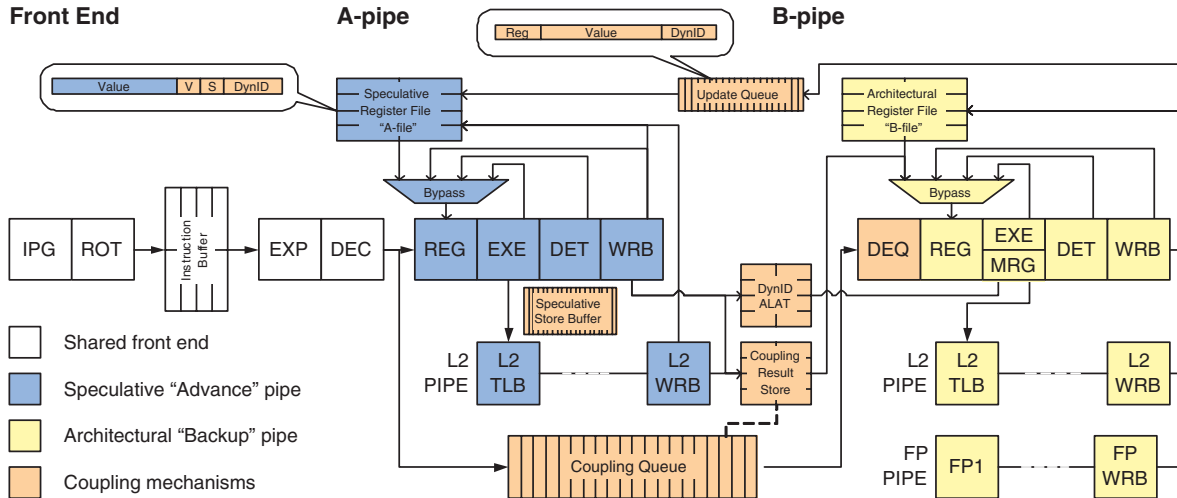 Front End
A-pipe
B-pipe
Reg Value DynID
Value V S DynID
Speculative
Register File
"A-file"
Update Queue
Architectural
Register File
"B-file"
Bypass
Bypass
IPG ROT
Instruction
Buffer
EXP DEC
REG EXE DET WRB
DEQ REG EXE DET WRB
MRG
Speculative
Store Buffer
DynID
ALAT
Shared front end
L2
PIPE
L2
TLB
L2
WRB
Coupling
Result
Store
L2
PIPE
L2
TLB
L2
WRB
Speculative “Advance” pipe
Architectural “Backup” pipe
Coupling mechanisms
Coupling Queue
FP
PIPE
FP1
FP
WRB